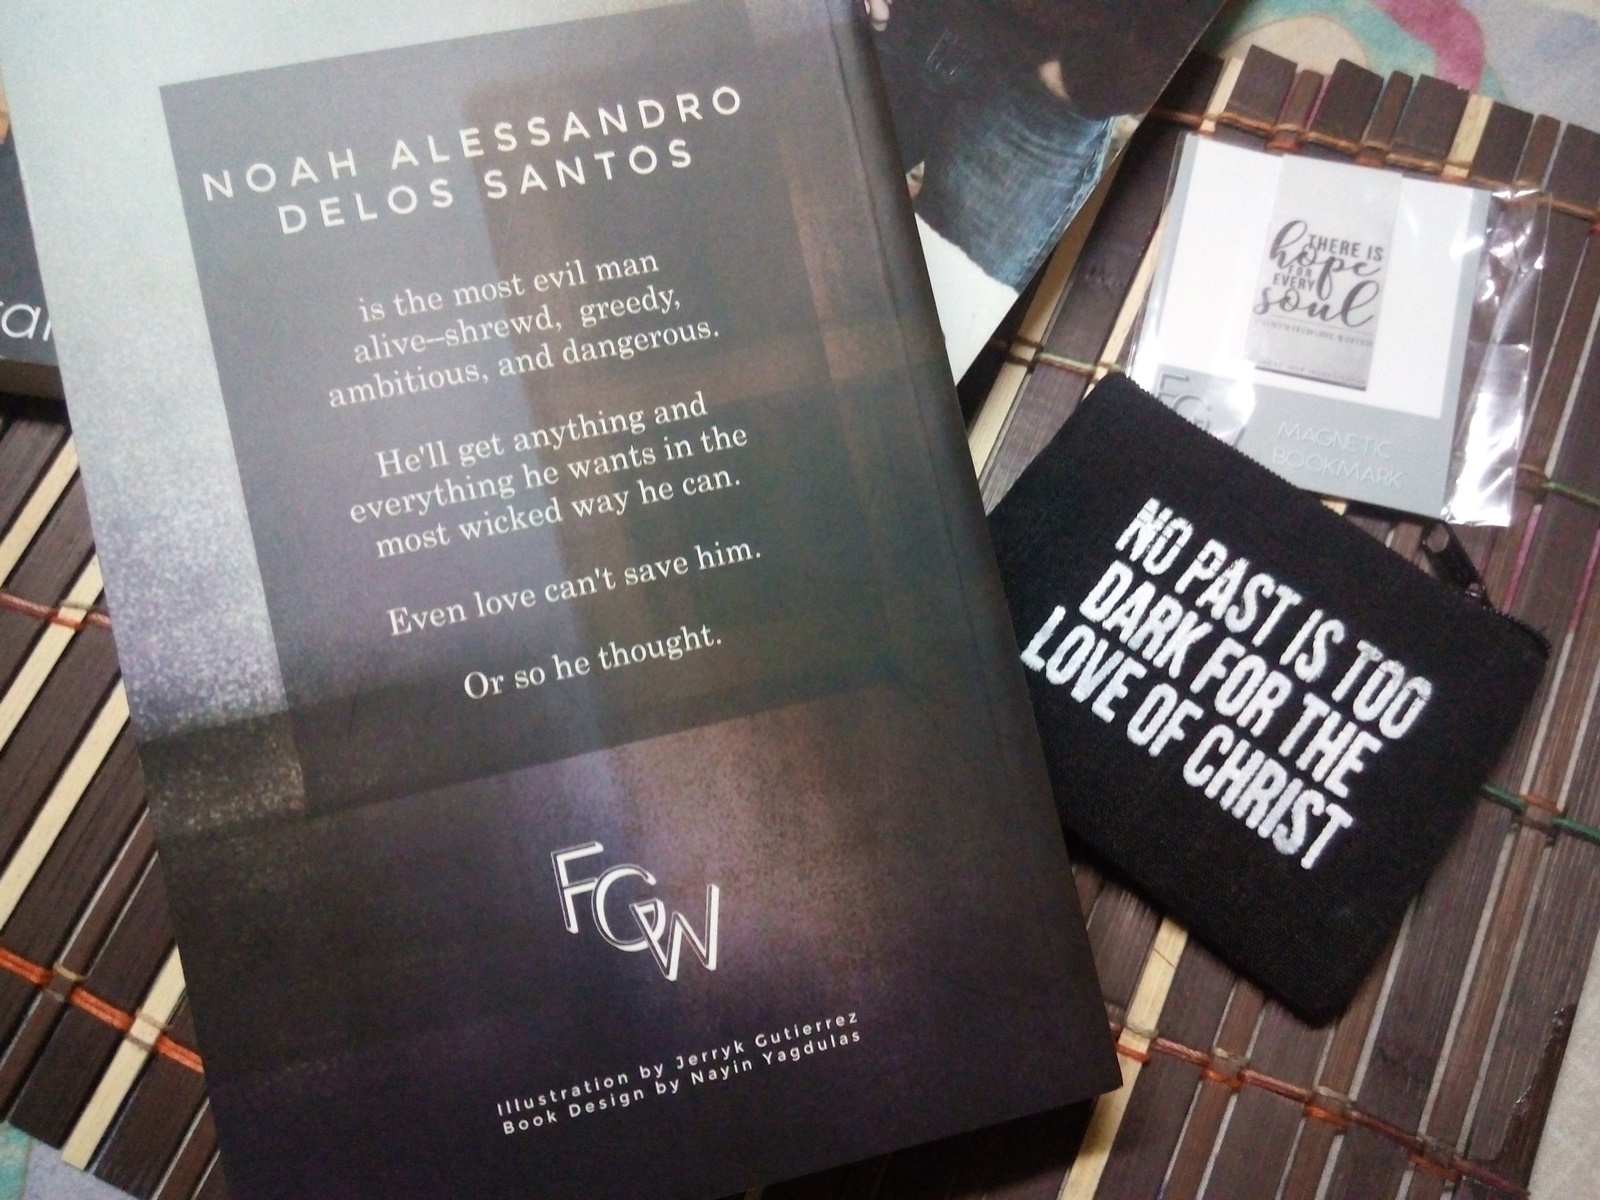 NOAH ALESSANDRO
DELOS SANTOS
is the most evil man
alive--shrewd, greedy,
ambitious, and dangerous.
He'll get anything and
everything he wants in the
most wicked way he can.
Even love can't save him.
Or so he thought.
FGW
Illustration by Jerryk Gutierrez
Book Design by Nayin Yagdulas
THERE IS
hope
FOR
EVERY
soul
FGW
MAGNETIC
BOOKMARK
NO PAST IS TOO
DARK FOR THE
LOVE OF CHRIST